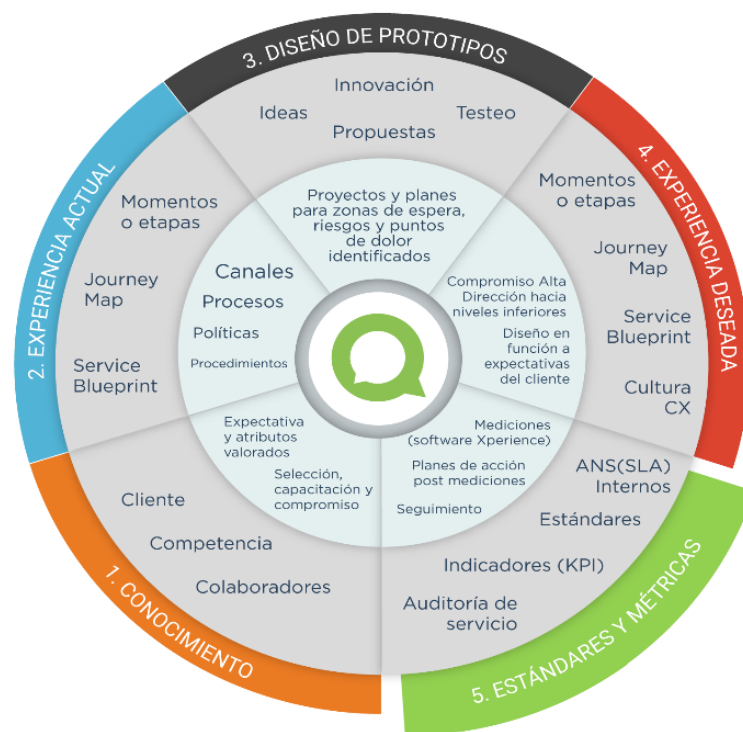 3. DISEÑO DE PROTOTIPOS
Innovación
Ideas
Testeo
Propuestas
Proyectos y planes
para zonas de espera,
riesgos y puntos
de dolor
identificados
4. EXPERIENCIA DESEADA
Momentos
o etapas
Journey
Map
Service
Blueprint
Cultura
CX
Compromiso Alta
Dirección hacia
niveles inferiores
Diseño en
función a
expectativas
del cliente
2. EXPERIENCIA ACTUAL
Momentos
o etapas
Journey
Map
Service
Blueprint
Canales
Procesos
Políticas
Procedimientos
1. CONOCIMIENTO
Expectativa
y atributos
valorados
Selección,
capacitación y
compromiso
Cliente
Competencia
Colaboradores
5. ESTÁNDARES Y MÉTRICAS
Mediciones
(software Xperience)
Planes de acción
post mediciones
Seguimiento
ANS(SLA)
Internos
Estándares
Indicadores (KPI)
Auditoría de
servicio